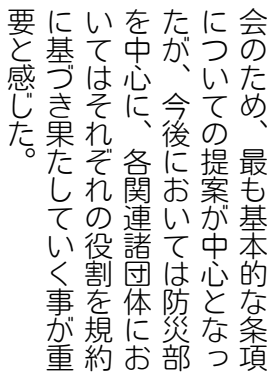 会のため、最も基本的な条項
についての提案が中心となっ
たが、今後においては防災部
を中心に、各関連諸団体にお
いてはそれぞれの役割を規約
に基づき果たしていく事が重
要と感じた。